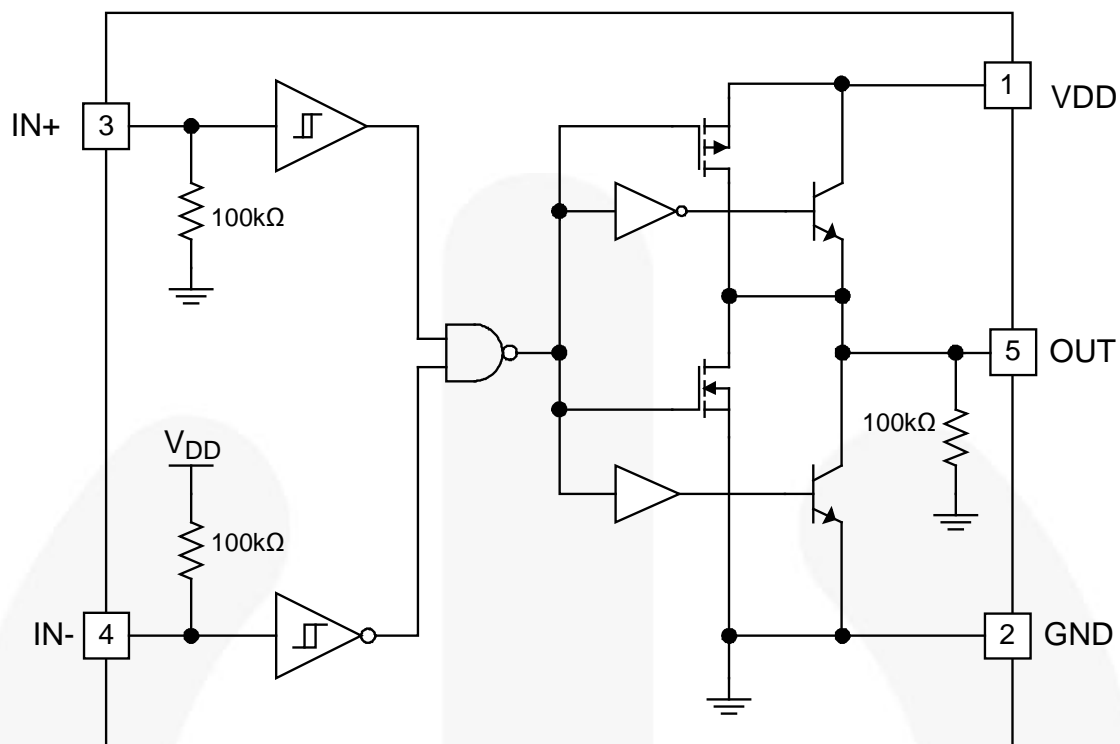 1
VDD
IN+
3
100kΩ
5
OUT
100kΩ
VDD
100kΩ
IN-
4
2
GND